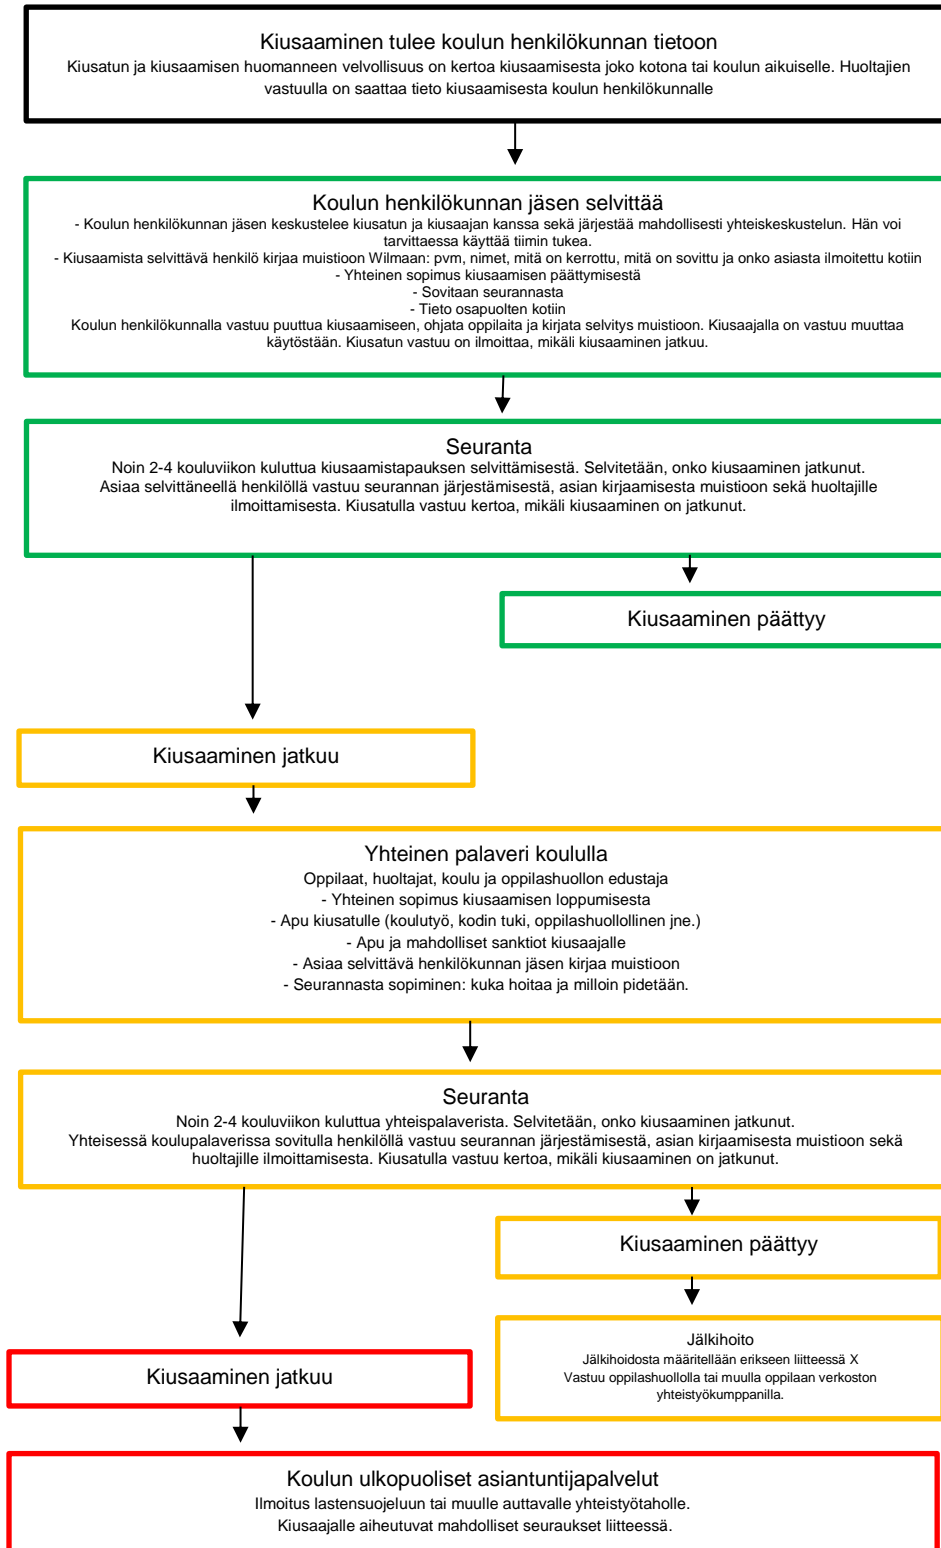 Kiusaaminen tulee koulun henkilökunnan tietoon
Kiusatun ja kiusaamisen huomanneen velvollisuus on kertoa kiusaamisesta joko kotona tai koulun aikuiselle. Huoltajien
vastuulla on saattaa tieto kiusaamisesta koulun henkilökunnalle
Koulun henkilökunnan jäsen selvittää
- Koulun henkilökunnan jäsen keskustelee kiusatun ja kiusaajan kanssa sekä järjestää mahdollisesti yhteiskeskustelun. Hän voi
tarvittaessa käyttää tiimin tukea.
- Kiusaamista selvittävä henkilö kirjaa muistioon Wilmaan: pvm, nimet, mitä on kerrottu, mitä on sovittu ja onko asiasta ilmoitettu kotiin
- Yhteinen sopimus kiusaamisen päättymisestä
- Sovitaan seurannasta
- Tieto osapuolten kotiin
Koulun henkilökunnalla vastuu puuttua kiusaamiseen, ohjata oppilaita ja kirjata selvitys muistioon. Kiusaajalla on vastuu muuttaa
käytöstään. Kiusatun vastuu on ilmoittaa, mikäli kiusaaminen jatkuu.
Seuranta
Noin 2-4 kouluviikon kuluttua kiusaamistapauksen selvittämisestä. Selvitetään, onko kiusaaminen jatkunut.
Asiaa selvittäneellä henkilöllä vastuu seurannan järjestämisestä, asian kirjaamisesta muistioon sekä huoltajille
ilmoittamisesta. Kiusatulla vastuu kertoa, mikäli kiusaaminen on jatkunut.
Kiusaaminen päättyy
Kiusaaminen jatkuu
Yhteinen palaveri koululla
Oppilaat, huoltajat, koulu ja oppilashuollon edustaja
- Yhteinen sopimus kiusaamisen loppumisesta
- Apu kiusatulle (koulutyö, kodin tuki, oppilashuollollinen jne.)
- Apu ja mahdolliset sanktiot kiusaajalle
- Asiaa selvittävä henkilökunnan jäsen kirjaa muistioon
- Seurannasta sopiminen: kuka hoitaa ja milloin pidetään.
Seuranta
Noin 2-4 kouluviikon kuluttua yhteispalaverista. Selvitetään, onko kiusaaminen jatkunut.
Yhteisessä koulupalaverissa sovitulla henkilöllä vastuu seurannan järjestämisestä, asian kirjaamisesta muistioon sekä
huoltajille ilmoittamisesta. Kiusatulla vastuu kertoa, mikäli kiusaaminen on jatkunut.
Kiusaaminen päättyy
Jälkihoito
Jälkihoidosta määritellään erikseen liitteessä X
Vastuu oppilashuollolla tai muulla oppilaan verkoston
yhteistyökumppanilla.
Kiusaaminen jatkuu
Koulun ulkopuoliset asiantuntijapalvelut
Ilmoitus lastensuojeluun tai muulle auttavalle yhteistyötaholle.
Kiusaajalle aiheutuvat mahdolliset seuraukset liitteessä.